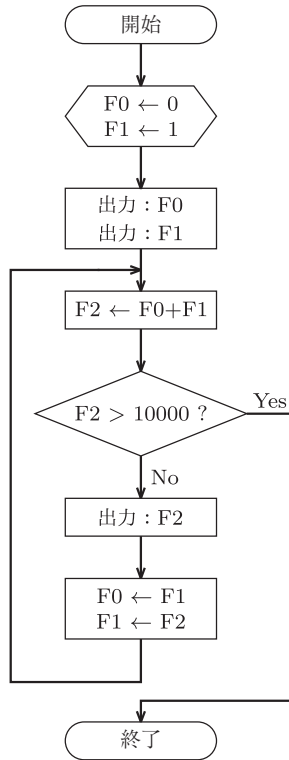 開始
F0 ← 0
F1 ← 1
出力 : F0
出力 : F1
F2 ← F0+F1
F2 > 10000 ?
Yes
No
出力 : F2
F0 ← F1
F1 ← F2
終了